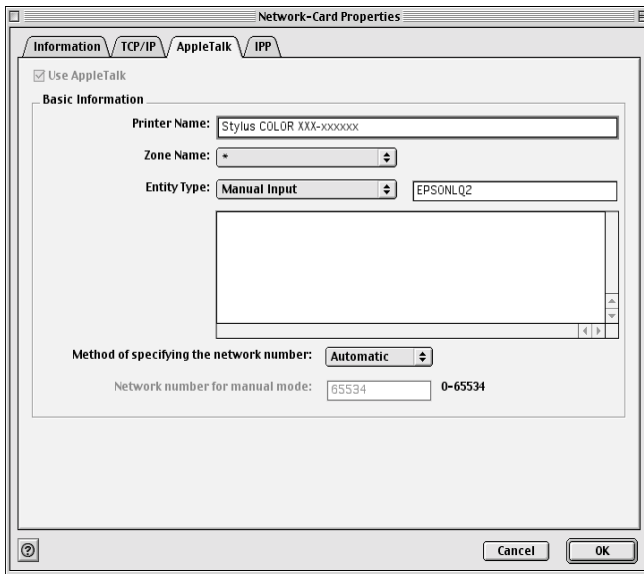 Network-Card Properties
Information TCP/IP AppleTalk IPP
Use AppleTalk
Basic Information
Printer Name: Stylus COLOR XXX-xxxxxx
Zone Name: *
Entity Type: Manual Input EPSONLQ2
Method of specifying the network number: Automatic
Network number for manual mode: 65534 0-65534
? Cancel OK